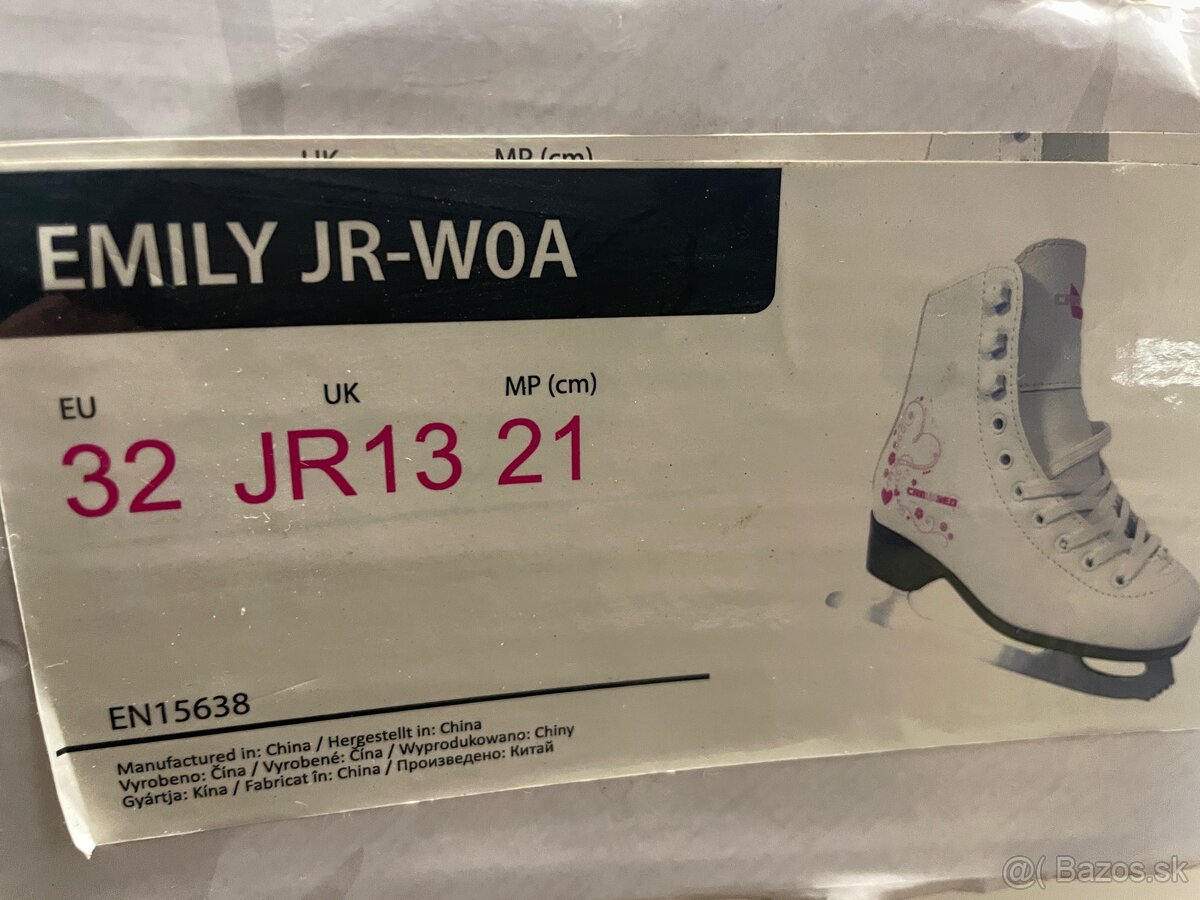 UK MP (cm)
EMILY JR-W0A
EU UK MP (cm)
32 JR13 21
CROWNED
EN15638
Manufactured in: China / Hergestellt in: China
Vyrobeno: Čína / Vyrobené: Čína / Wyprodukowano: Chiny
Gyártja: Kína / Fabricat în: China / Произведено: Китай
@( Bazos.sk